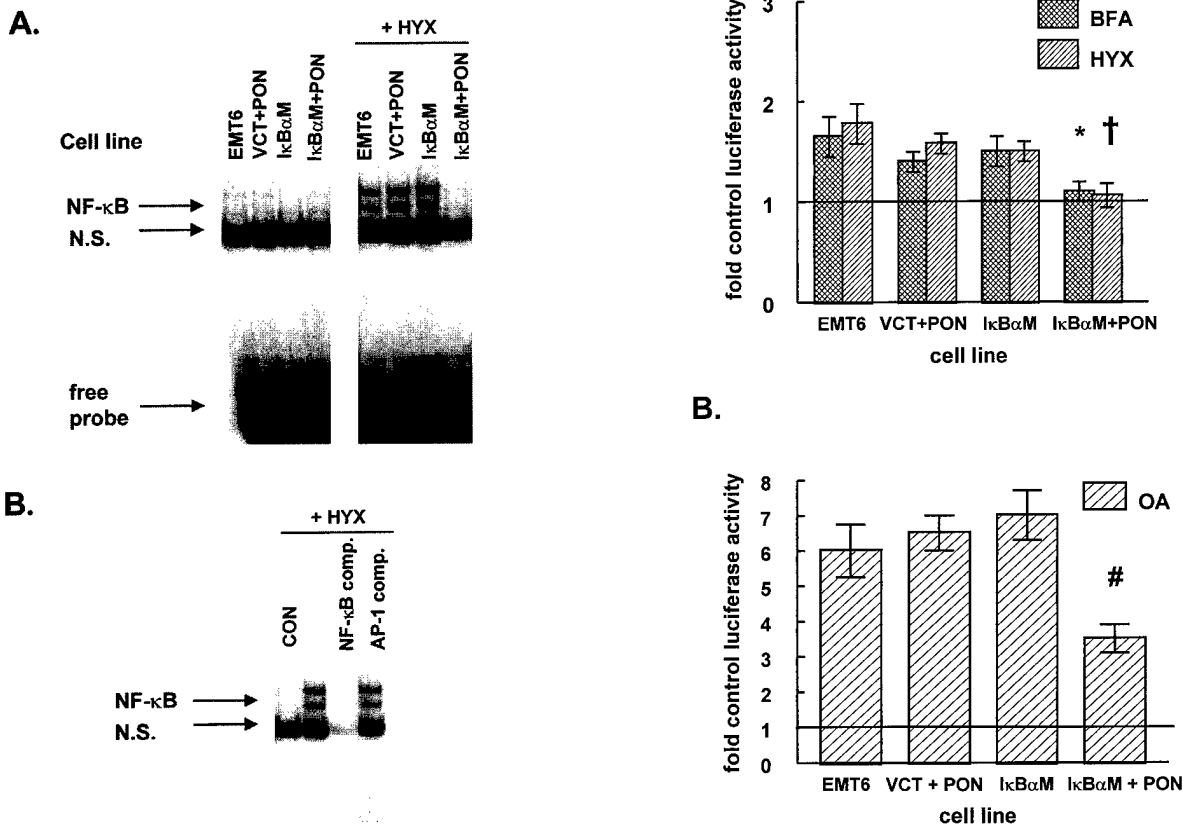 A.
+ HYX
Cell line
EMT6
VCT+PON
IκBαM
IκBαM+PON
EMT6
VCT+PON
IκBαM
IκBαM+PON
NF-κB
N.S.
free
probe
B.
+ HYX
CON
NF-κB comp.
AP-1 comp.
NF-κB
N.S.
fold control luciferase activity
3
2
1
0
BFA
HYX
* †
EMT6 VCT+PON IκBαM IκBαM+PON
cell line
B.
fold control luciferase activity
8
7
6
5
4
3
2
1
0
OA
#
EMT6 VCT + PON IκBαM IκBαM + PON
cell line